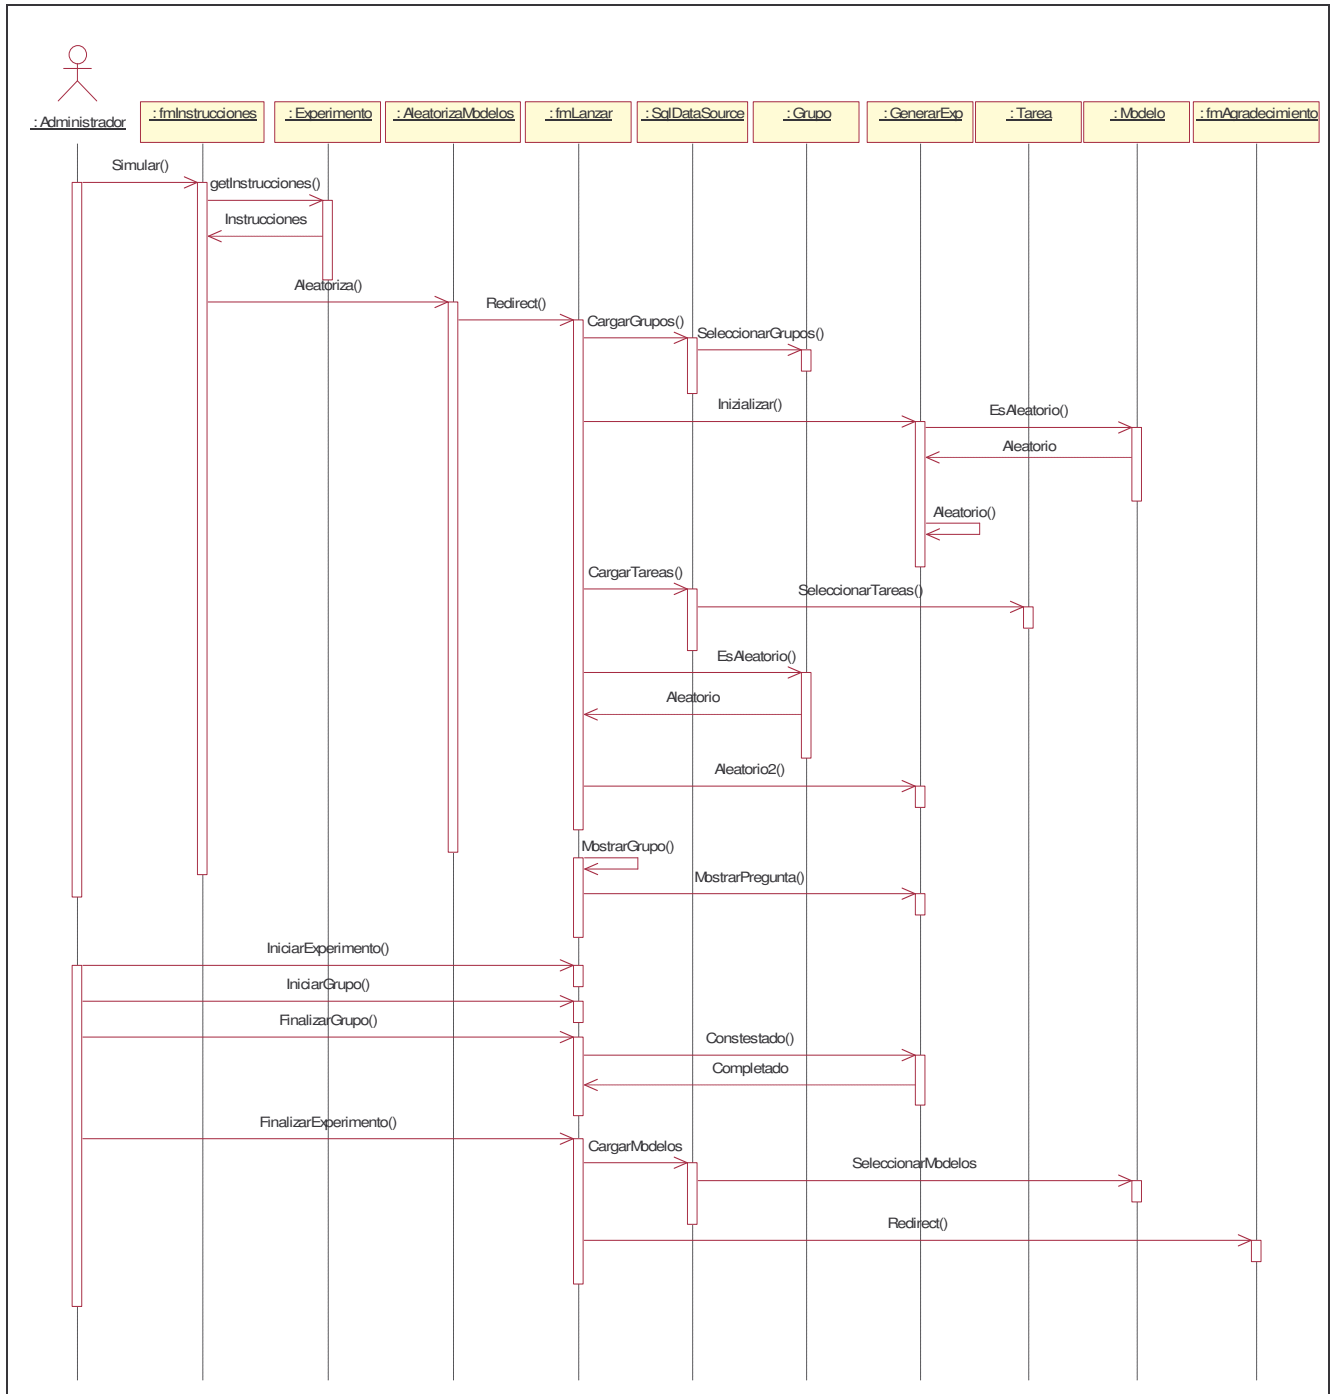 : Administrador
: fmInstrucciones
: Experimento
: AleatorizaModelos
: fmLanzar
: SqlDataSource
: Grupo
: GenerarExp
: Tarea
: Modelo
: fmAgradecimiento
Simular()
getInstrucciones()
Instrucciones
Aleatoriza()
Redirect()
CargarGrupos()
SeleccionarGrupos()
Inizializar()
EsAleatorio()
Aleatorio
Aleatorio()
CargarTareas()
SeleccionarTareas()
EsAleatorio()
Aleatorio
Aleatorio2()
MostrarGrupo()
MostrarPregunta()
IniciarExperimento()
IniciarGrupo()
FinalizarGrupo()
Constestado()
Completado
FinalizarExperimento()
CargarModelos
SeleccionarModelos
Redirect()